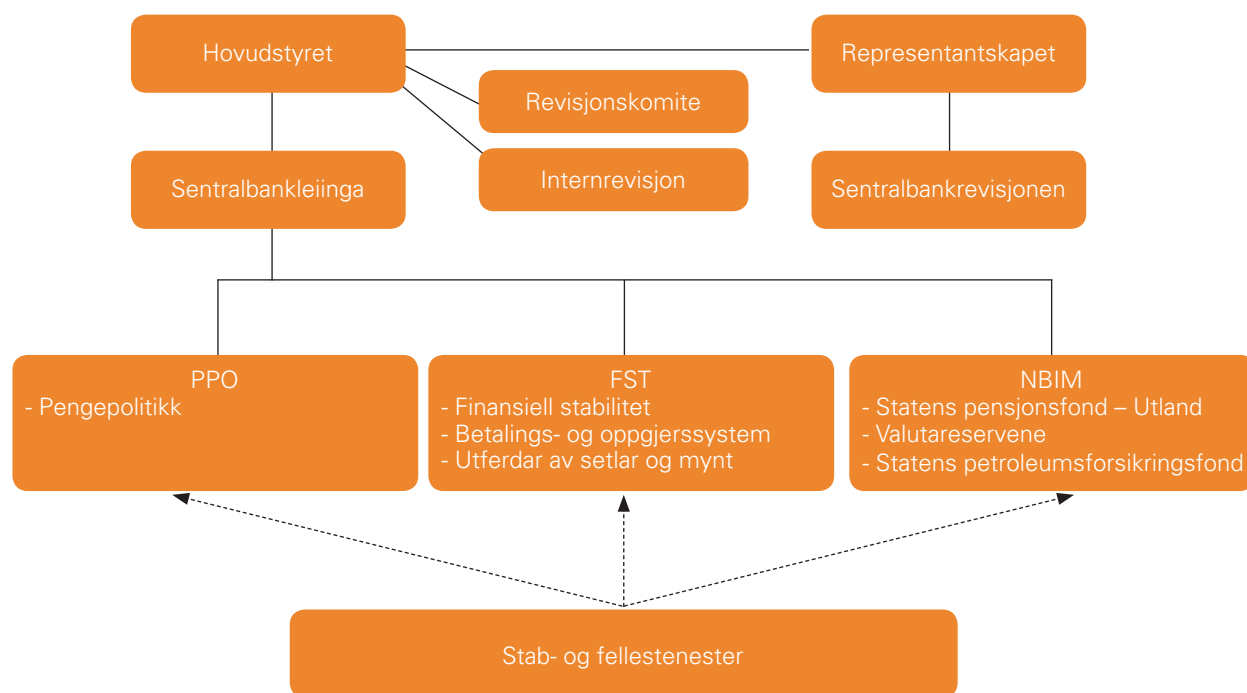 Hovudstyret
Representantskapet
Revisjonskomite
Internrevisjon
Sentralbankleiinga
Sentralbankrevisjonen
PPO
- Pengepolitikk
FST
- Finansiell stabilitet
- Betalings- og oppgjerssystem
- Utferdar av setlar og mynt
NBIM
- Statens pensjonsfond – Utland
- Valutareservene
- Statens petroleumsforsikringsfond
Stab- og fellestenester